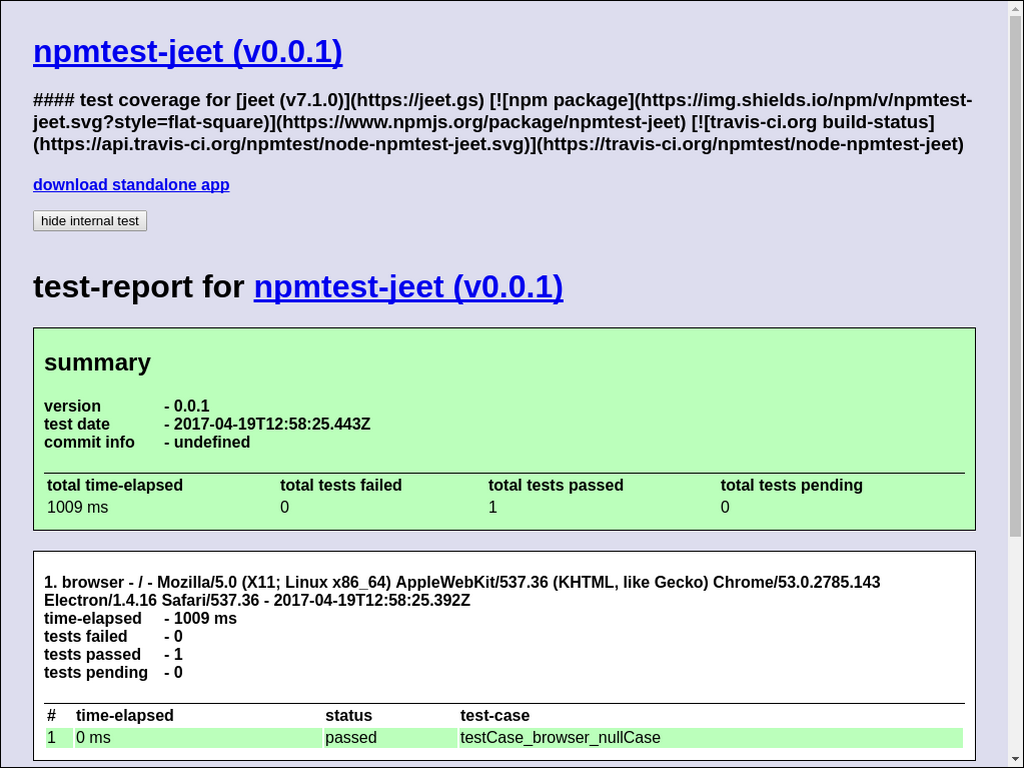 npmtest-jeet (v0.0.1)
#### test coverage for [jeet (v7.1.0)](https://jeet.gs) [![npm package](https://img.shields.io/npm/v/npmtest-
jeet.svg?style=flat-square)](https://www.npmjs.org/package/npmtest-jeet) [![travis-ci.org build-status]
(https://api.travis-ci.org/npmtest/node-npmtest-jeet.svg)](https://travis-ci.org/npmtest/node-npmtest-jeet)
download standalone app
hide internal test
test-report for npmtest-jeet (v0.0.1)
summary
version - 0.0.1
test date - 2017-04-19T12:58:25.443Z
commit info - undefined
total time-elapsed total tests failed total tests passed total tests pending
1009 ms 0 1 0
1. browser - / - Mozilla/5.0 (X11; Linux x86_64) AppleWebKit/537.36 (KHTML, like Gecko) Chrome/53.0.2785.143
Electron/1.4.16 Safari/537.36 - 2017-04-19T12:58:25.392Z
time-elapsed - 1009 ms
tests failed - 0
tests passed - 1
tests pending - 0
# time-elapsed status test-case
1 0 ms passed testCase_browser_nullCase